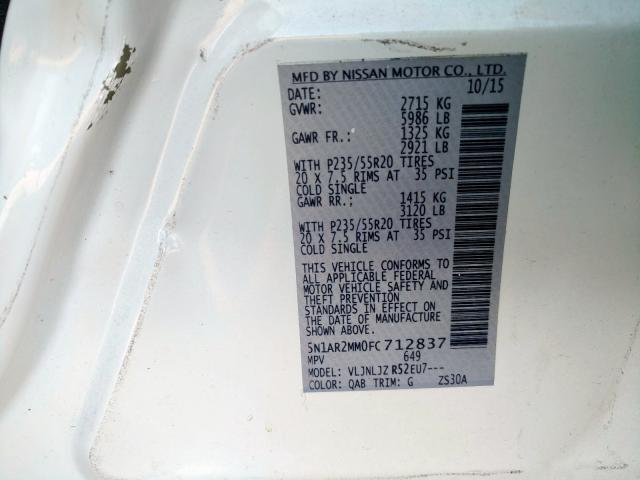 MFD BY NISSAN MOTOR CO., LTD.
DATE: 10/15
GVWR: 2715 KG
5986 LB
GAWR FR.: 1325 KG
2921 LB
WITH P235/55R20 TIRES
20 X 7.5 RIMS AT 35 PSI
COLD SINGLE
GAWR RR.: 1415 KG
3120 LB
WITH P235/55R20 TIRES
20 X 7.5 RIMS AT 35 PSI
COLD SINGLE
THIS VEHICLE CONFORMS TO
ALL APPLICABLE FEDERAL
MOTOR VEHICLE SAFETY AND
THEFT PREVENTION
STANDARDS IN EFFECT ON
THE DATE OF MANUFACTURE
SHOWN ABOVE.
5N1AR2MM0FC712837
MPV 649
MODEL: VLJNLJZ R52EU7---
COLOR: QAB TRIM: G ZS30A